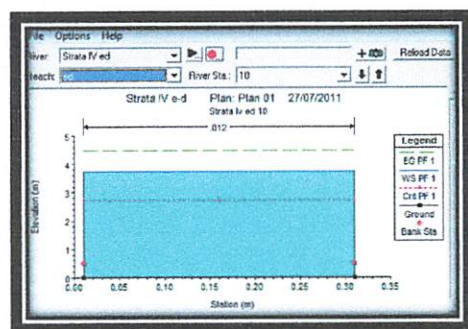 File Options Help
River: Strata IV ed Reload Data
Reach: ed River Sta.: 10
Strata IV e-d Plan: Plan 01 27/07/2011
Strata iv ed 10
.012
Legend
EG PF 1
WS PF 1
Crit PF 1
Ground
Bank Sta
Elevation (m)
5
4
3
2
1
0
0.00 0.05 0.10 0.15 0.20 0.25 0.30 0.35
Station (m)